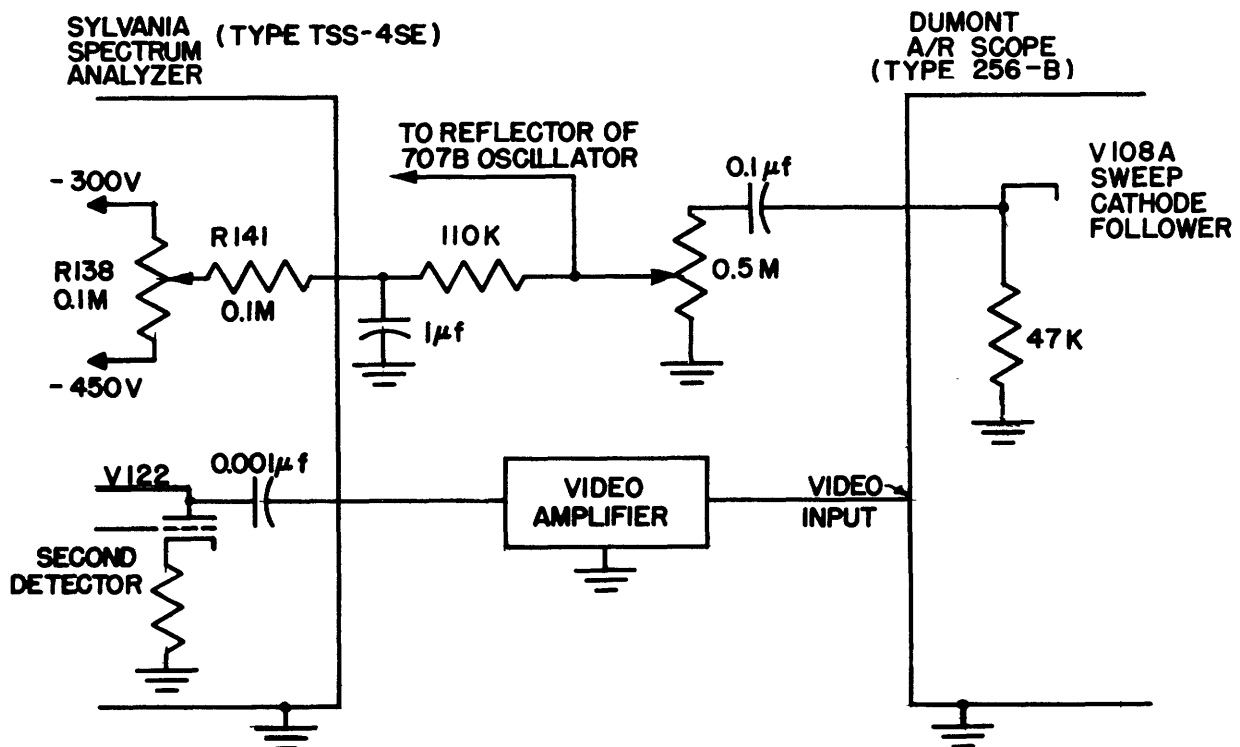 SYLVANIA
SPECTRUM
ANALYZER
(TYPE TSS-4SE)
DUMONT
A/R SCOPE
(TYPE 256-B)
TO REFLECTOR OF
707B OSCILLATOR
0.1μf
V108A
SWEEP
CATHODE
FOLLOWER
-300V
R138
0.1M
-450V
R141
0.1M
110K
1μf
0.5M
47K
V122
0.001μf
SECOND
DETECTOR
VIDEO
AMPLIFIER
VIDEO
INPUT